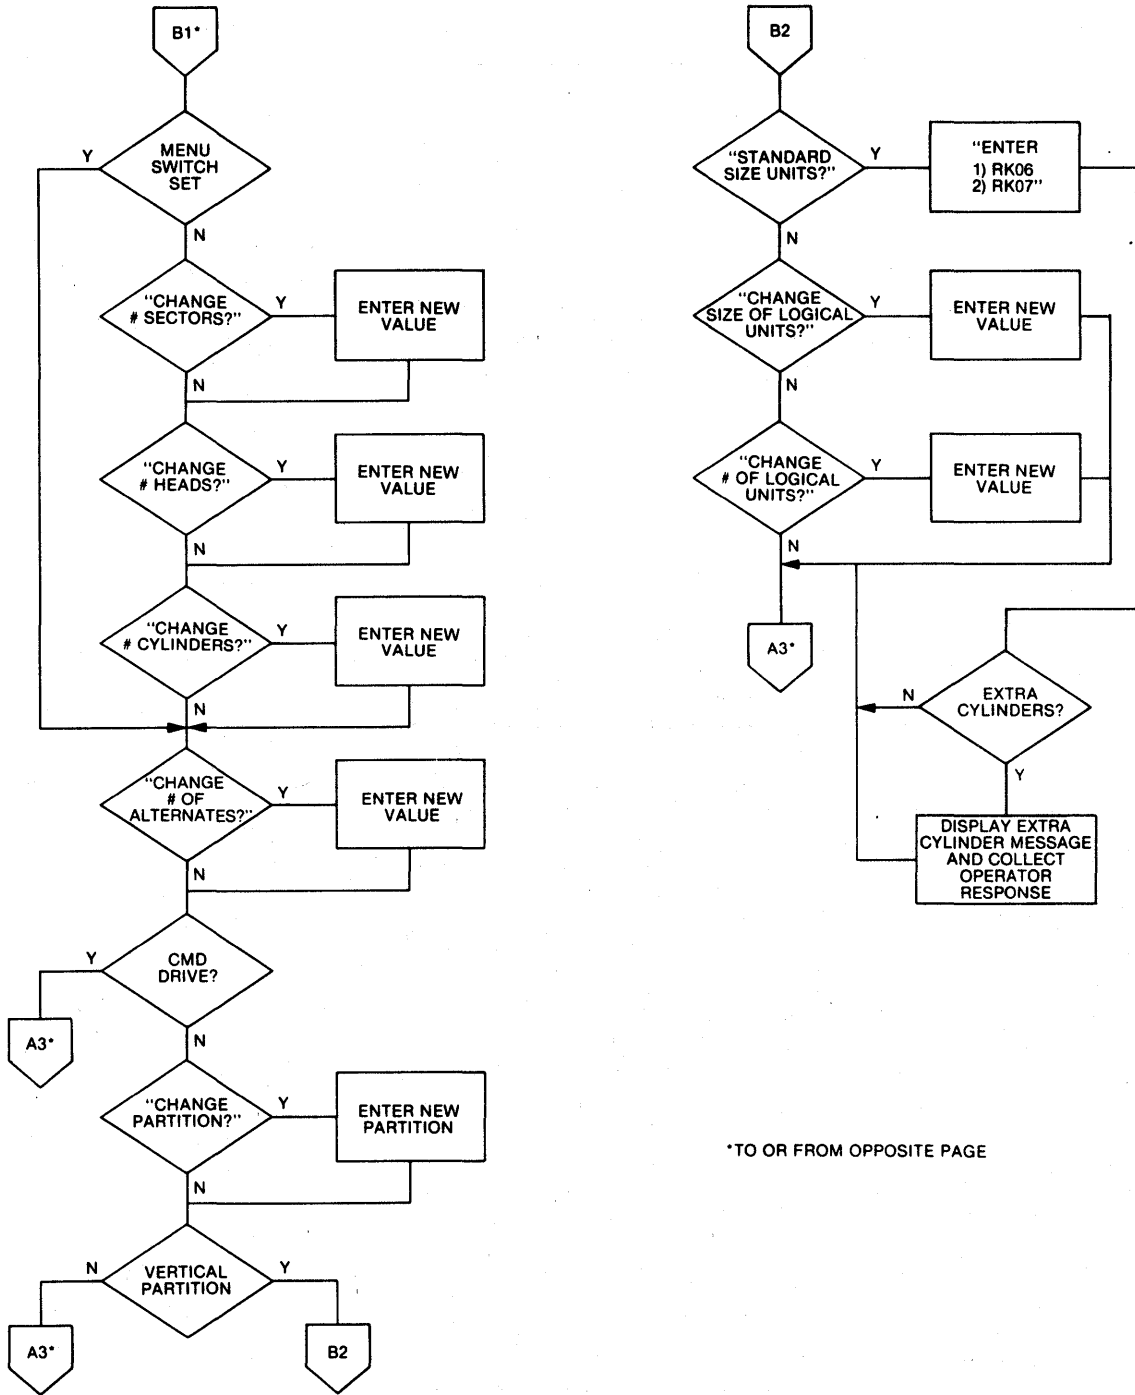 B1*
Y
MENU
SWITCH
SET
N
"CHANGE
# SECTORS?"
Y
ENTER NEW
VALUE
N
"CHANGE
# HEADS?"
Y
ENTER NEW
VALUE
N
"CHANGE
# CYLINDERS?"
Y
ENTER NEW
VALUE
N
"CHANGE
# OF
ALTERNATES?"
Y
ENTER NEW
VALUE
N
Y
CMD
DRIVE?
A3*
N
"CHANGE
PARTITION?"
Y
ENTER NEW
PARTITION
N
N
VERTICAL
PARTITION
Y
A3*
B2
B2
"STANDARD
SIZE UNITS?"
Y
"ENTER
1) RK06
2) RK07"
N
"CHANGE
SIZE OF LOGICAL
UNITS?"
Y
ENTER NEW
VALUE
N
"CHANGE
# OF LOGICAL
UNITS?"
Y
ENTER NEW
VALUE
N
A3*
N
EXTRA
CYLINDERS?
Y
DISPLAY EXTRA
CYLINDER MESSAGE
AND COLLECT
OPERATOR
RESPONSE
*TO OR FROM OPPOSITE PAGE